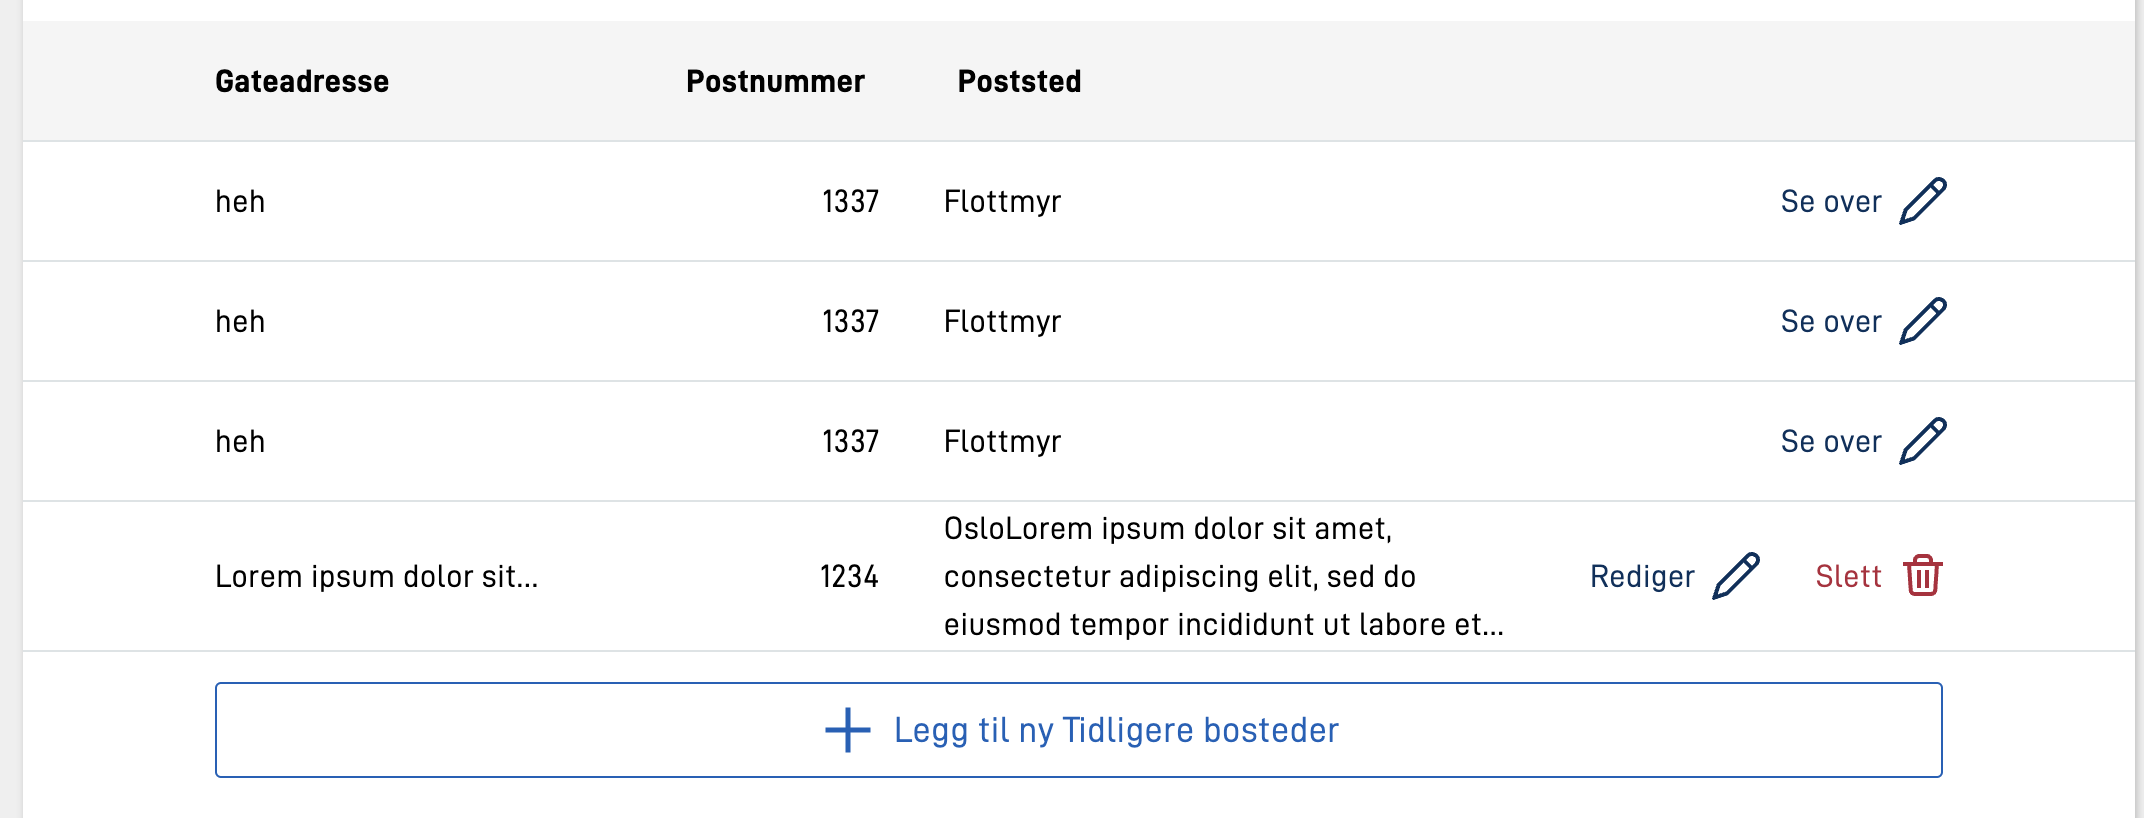 Gateadresse Postnummer Poststed
heh 1337 Flottmyr Se over
heh 1337 Flottmyr Se over
heh 1337 Flottmyr Se over
Lorem ipsum dolor sit... 1234 OsloLorem ipsum dolor sit amet,
consectetur adipiscing elit, sed do
eiusmod tempor incididunt ut labore et...
Rediger Slett
Legg til ny Tidligere bosteder